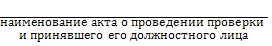 наименование акта о проведении проверки
и принявшего его должностного лица